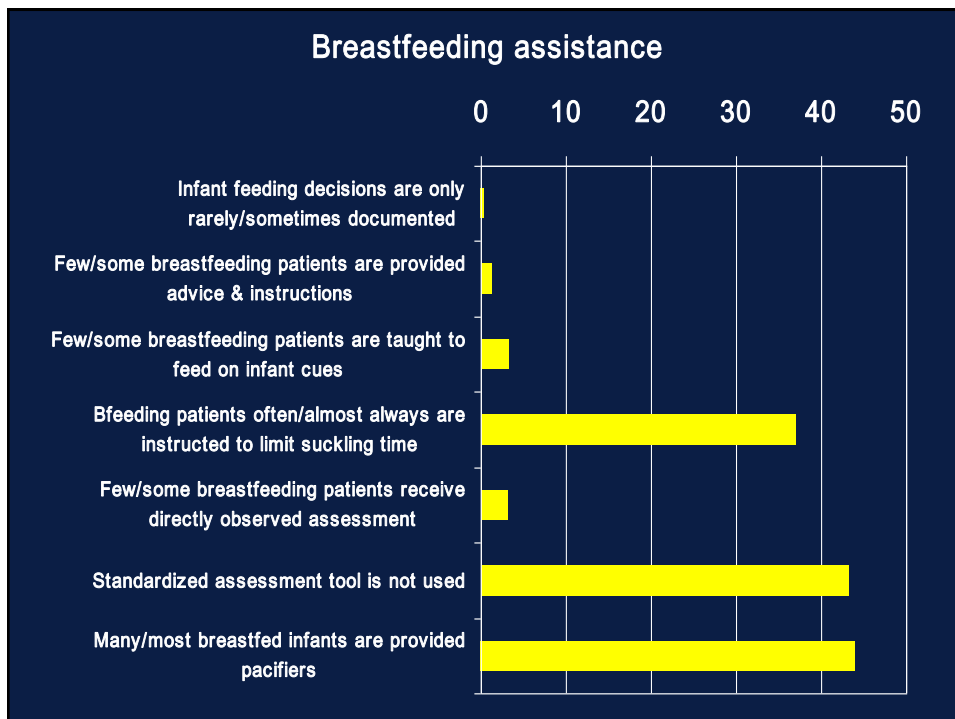 Breastfeeding assistance
0 10 20 30 40 50
Infant feeding decisions are only
rarely/sometimes documented
Few/some breastfeeding patients are provided
advice & instructions
Few/some breastfeeding patients are taught to
feed on infant cues
Bfeeding patients often/almost always are
instructed to limit suckling time
Few/some breastfeeding patients receive
directly observed assessment
Standardized assessment tool is not used
Many/most breastfed infants are provided
pacifiers